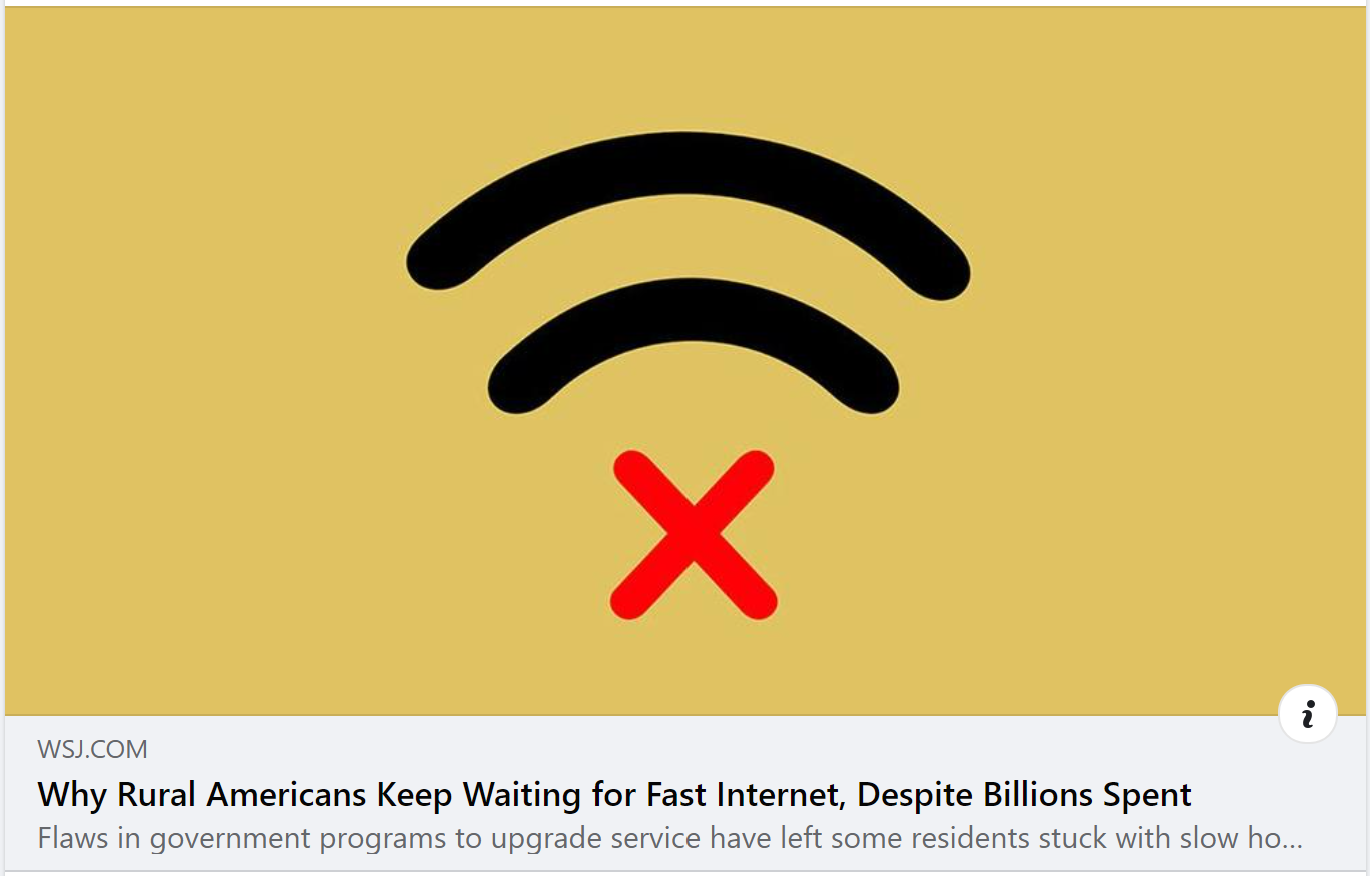 WSJ.COM
Why Rural Americans Keep Waiting for Fast Internet, Despite Billions Spent
Flaws in government programs to upgrade service have left some residents stuck with slow ho...